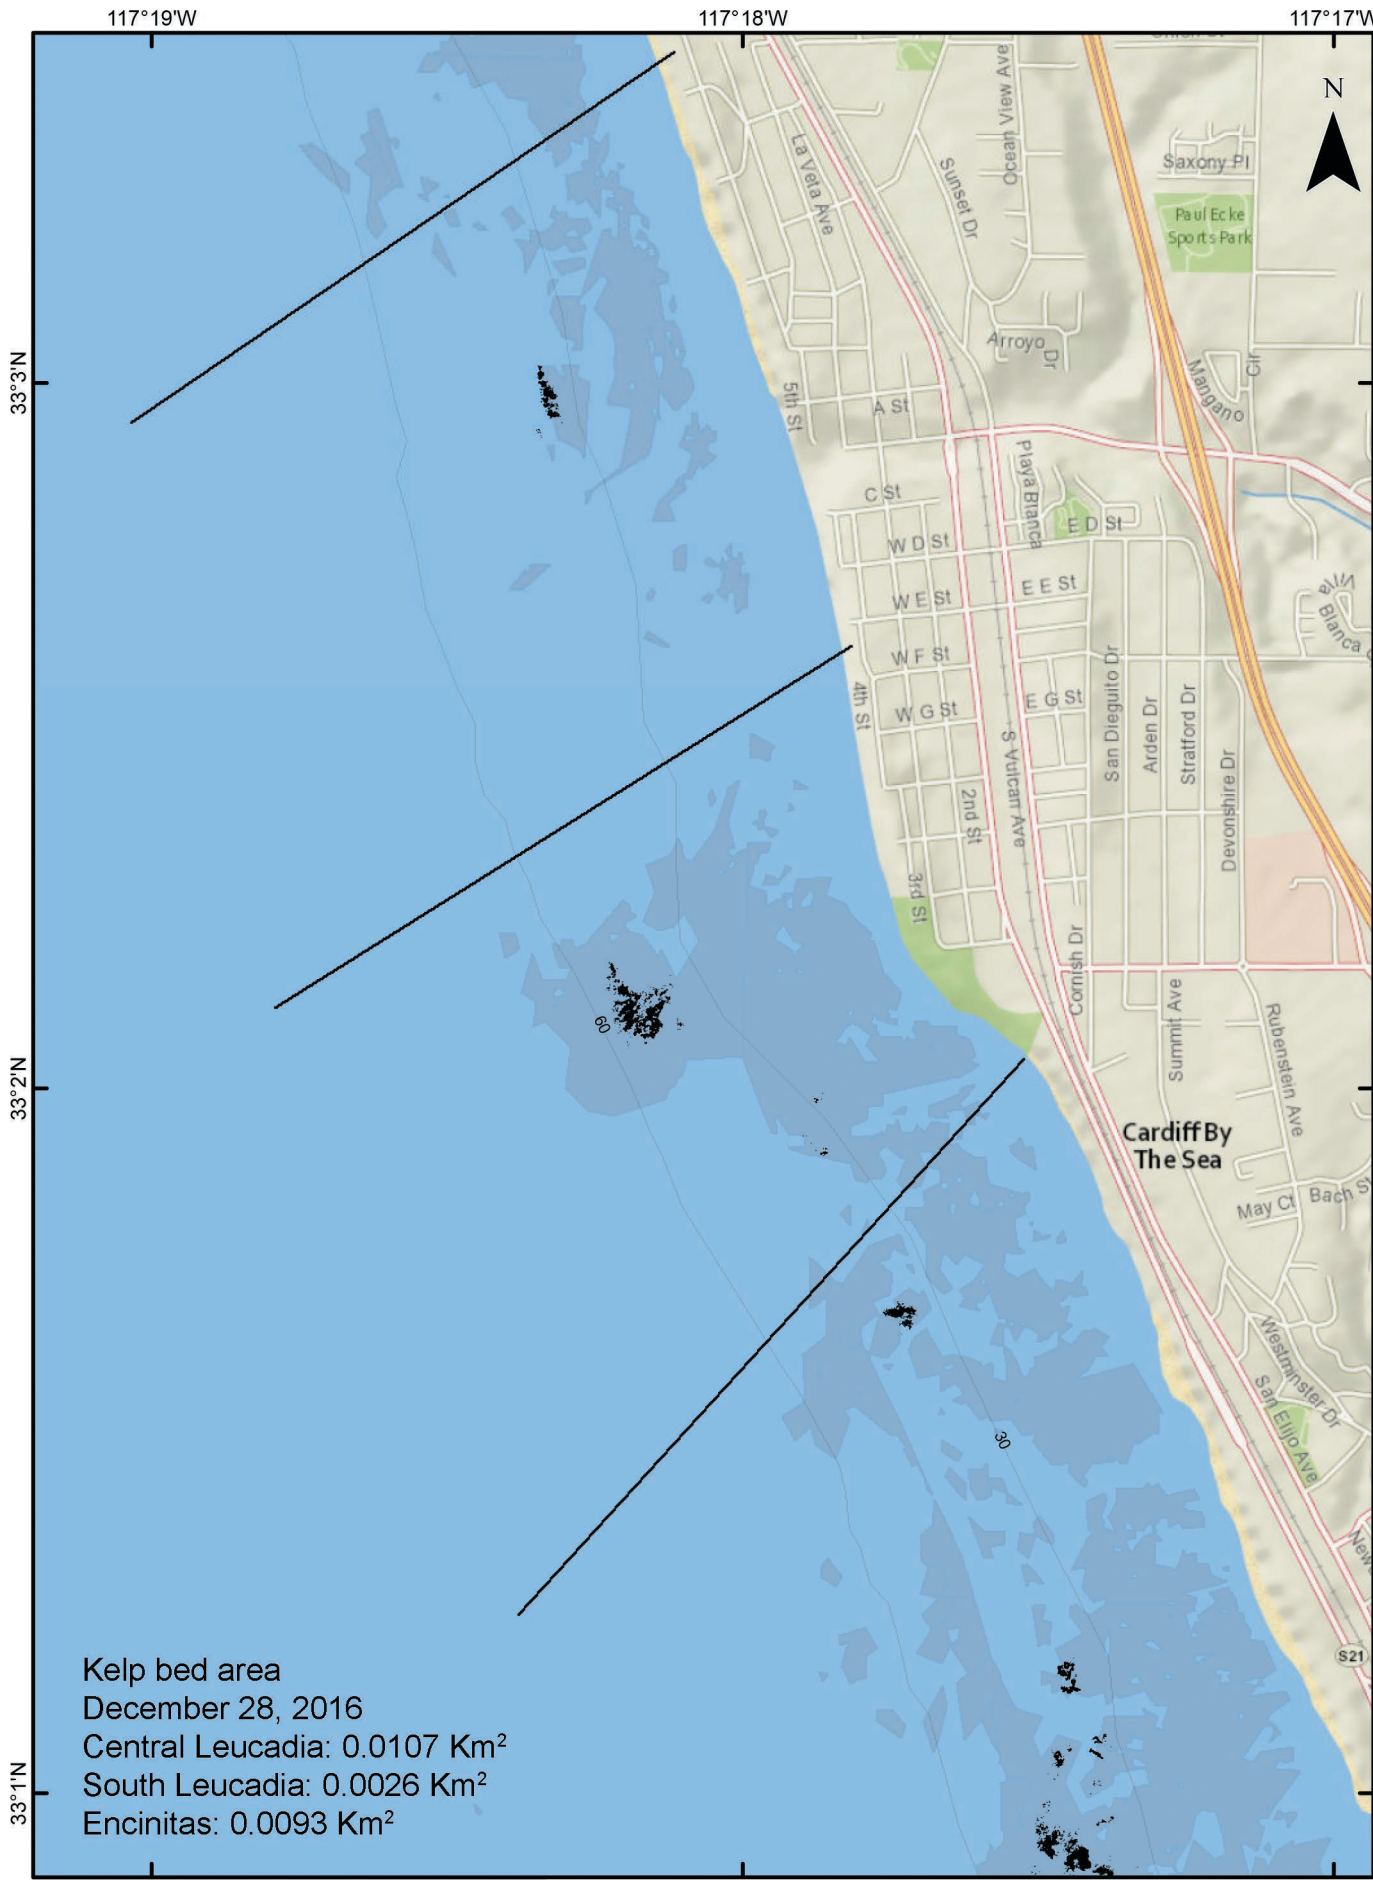 117°19'W
117°18'W
117°17'W
N
33°3'N
33°2'N
33°1'N
La Veta Ave
Sunset Dr
Ocean View Ave
Saxony Pl
Paul Ecke
Sports Park
Arroyo Dr
Mangano Cir
5th St
A St
C St
Playa Blanca
E D St
W D St
E E St
W E St
Villa
Blanca
W F St
4th St
W G St
E G St
S Vulcan Ave
San Dieguito Dr
Arden Dr
Stratford Dr
Devonshire Dr
2nd St
3rd St
Cornish Dr
Summit Ave
Rubenstein Ave
60
Cardiff By
The Sea
May Ct
Bach St
Westminster Dr
San Elijo Ave
30
New
S21
Kelp bed area
December 28, 2016
Central Leucadia: 0.0107 Km²
South Leucadia: 0.0026 Km²
Encinitas: 0.0093 Km²